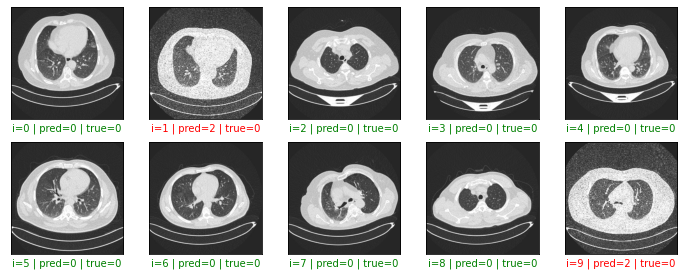 i=0 | pred=0 | true=0
i=1 | pred=2 | true=0
i=2 | pred=0 | true=0
i=3 | pred=0 | true=0
i=4 | pred=0 | true=0
i=5 | pred=0 | true=0
i=6 | pred=0 | true=0
i=7 | pred=0 | true=0
i=8 | pred=0 | true=0
i=9 | pred=2 | true=0